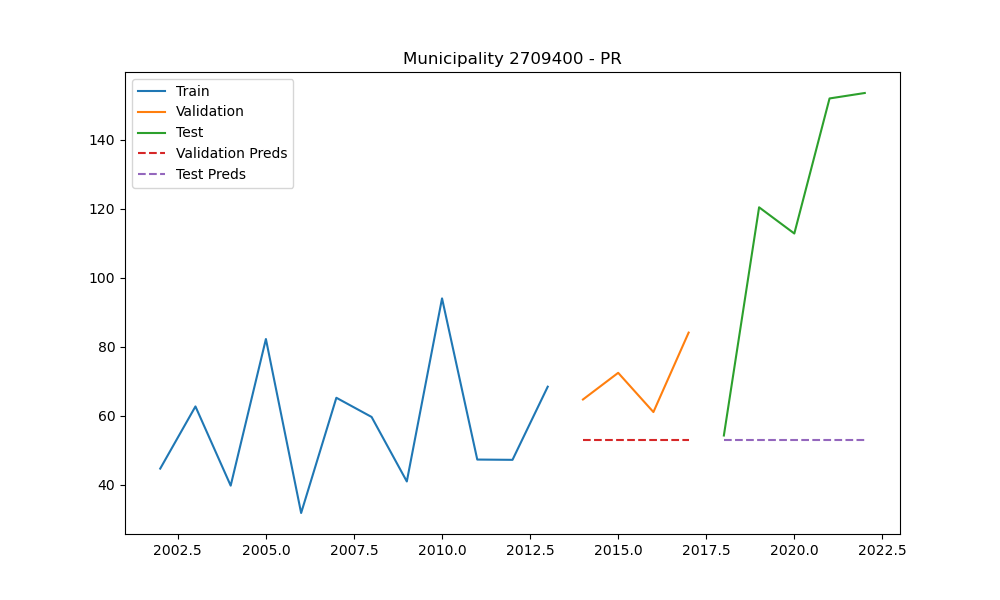 Municipality 2709400 - PR
Train
Validation
Test
Validation Preds
Test Preds
140
120
100
80
60
40
2002.5 2005.0 2007.5 2010.0 2012.5 2015.0 2017.5 2020.0 2022.5